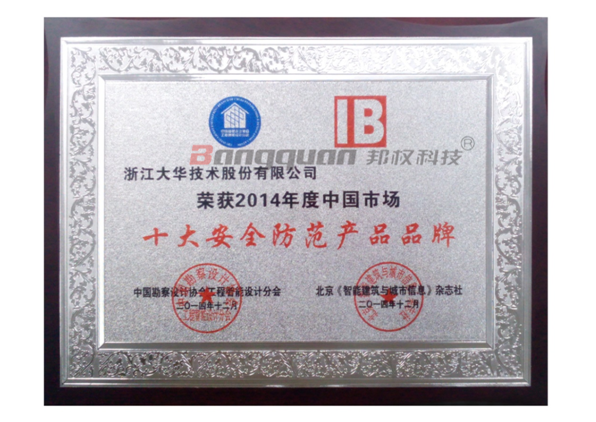 IB
Bangquan 邦权科技®
浙江大华技术股份有限公司
荣获2014年度中国市场
十大安全防范产品品牌
中国勘察设计协会工程智能设计分会
北京《智能建筑与城市信息》杂志社
二〇一四年十二月
二〇一四年十二月